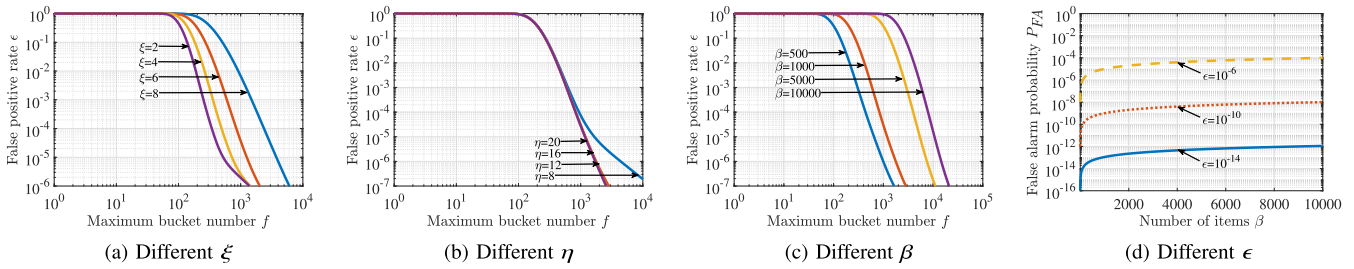 False positive rate ϵ
10^0
10^-1
10^-2
10^-3
10^-4
10^-5
10^-6
ξ=2
ξ=4
ξ=6
ξ=8
10^0 10^1 10^2 10^3 10^4
Maximum bucket number f
(a) Different ξ
False positive rate ϵ
10^0
10^-1
10^-2
10^-3
10^-4
10^-5
10^-6
10^-7
η=20
η=16
η=12
η=8
10^0 10^1 10^2 10^3 10^4
Maximum bucket number f
(b) Different η
False positive rate ϵ
10^0
10^-1
10^-2
10^-3
10^-4
10^-5
10^-6
10^-7
β=500
β=1000
β=5000
β=10000
10^0 10^1 10^2 10^3 10^4 10^5
Maximum bucket number f
(c) Different β
False alarm probability P_FA
10^0
10^-2
10^-4
10^-6
10^-8
10^-10
10^-12
10^-14
10^-16
ϵ=10^-6
ϵ=10^-10
ϵ=10^-14
2000 4000 6000 8000 10000
Number of items β
(d) Different ϵ